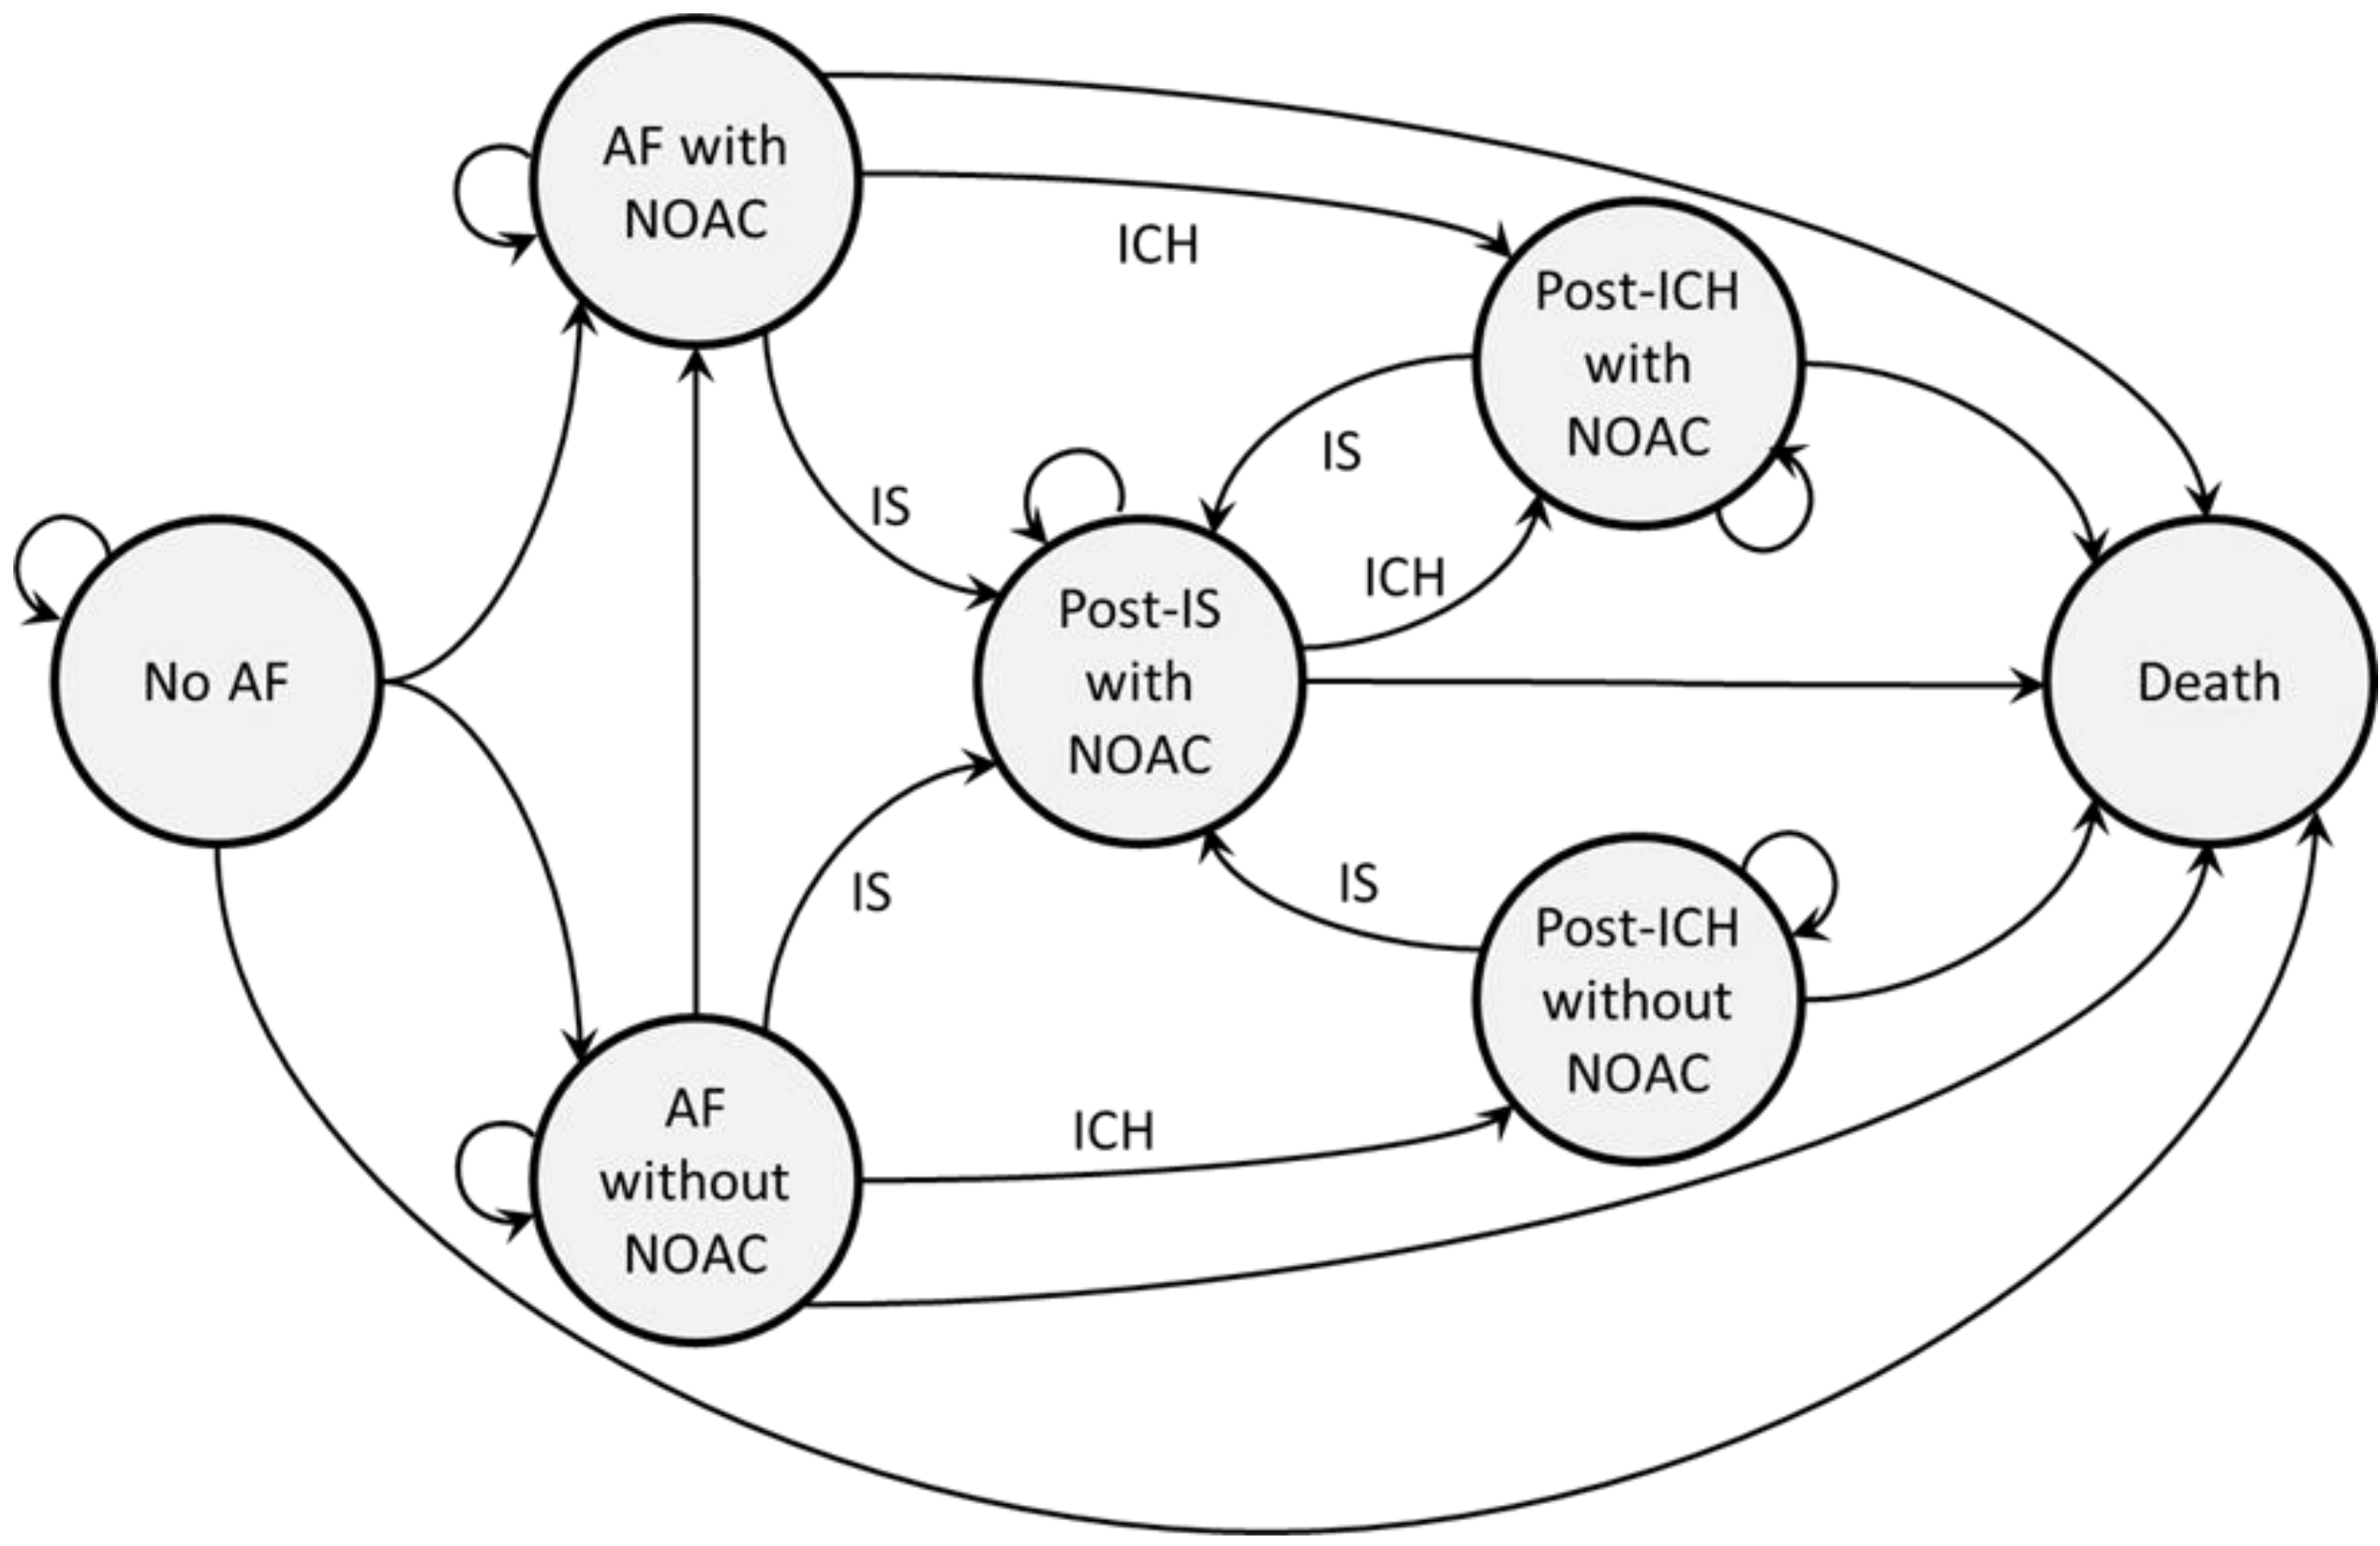 AF with
NOAC
ICH
Post-ICH
with
NOAC
IS
IS
ICH
No AF
Post-IS
with
NOAC
Death
IS
IS
Post-ICH
without
NOAC
AF
without
NOAC
ICH